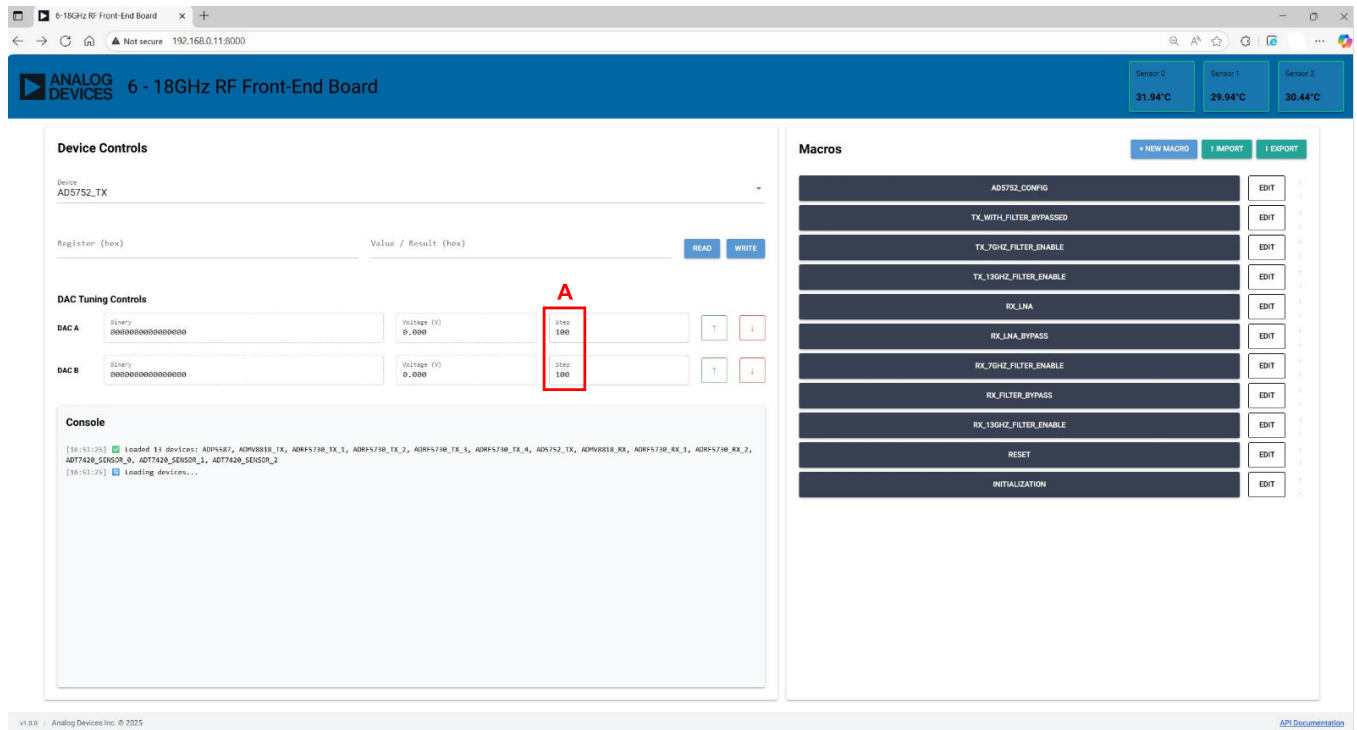 6-18GHz RF Front-End Board
Not secure 192.168.0.11:8000
ANALOG DEVICES
6 - 18GHz RF Front-End Board
Sensor 0
31.94°C
Sensor 1
29.94°C
Sensor 2
30.44°C
Device Controls
Device
AD5752_TX
Register (hex)
Value / Result (hex)
READ
WRITE
DAC Tuning Controls
A
DAC A
Binary
0000000000000000
Voltage (V)
0.000
Step
100
↑
↓
DAC B
Binary
0000000000000000
Voltage (V)
0.000
Step
100
↑
↓
Console
[16:51:25] ✅ Loaded 13 devices: ADP5587, ADMV8818_TX, ADRF5730_TX_1, ADRF5730_TX_2, ADRF5730_TX_3, ADRF5730_TX_4, AD5752_TX, ADMV8818_RX, ADRF5730_RX_1, ADRF5730_RX_2,
ADT7420_SENSOR_0, ADT7420_SENSOR_1, ADT7420_SENSOR_2
[16:51:25] 🔄 Loading devices...
Macros
+ NEW MACRO
↑ IMPORT
↓ EXPORT
AD5752_CONFIG
EDIT
TX_WITH_FILTER_BYPASSED
EDIT
TX_7GHZ_FILTER_ENABLE
EDIT
TX_13GHZ_FILTER_ENABLE
EDIT
RX_LNA
EDIT
RX_LNA_BYPASS
EDIT
RX_7GHZ_FILTER_ENABLE
EDIT
RX_FILTER_BYPASS
EDIT
RX_13GHZ_FILTER_ENABLE
EDIT
RESET
EDIT
INITIALIZATION
EDIT
v1.0.0 | Analog Devices Inc. © 2025
API Documentation